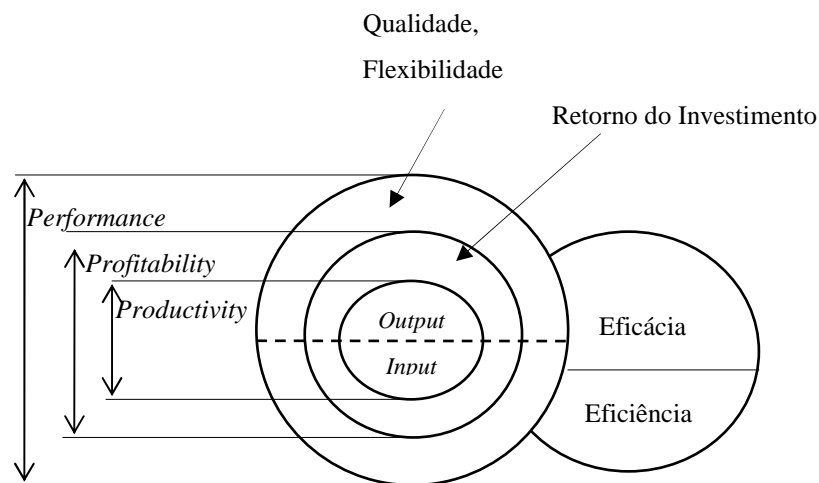 Qualidade,
Flexibilidade
Retorno do Investimento
Performance
Profitability
Productivity
Output
Input
Eficácia
Eficiência